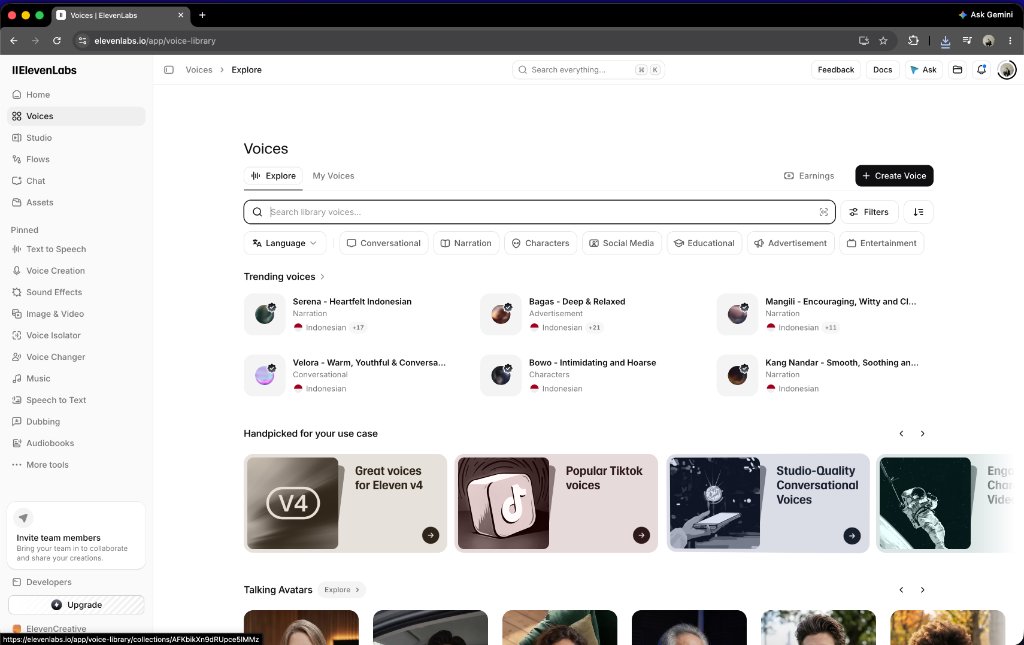 Voices | ElevenLabs
Ask Gemini
elevenlabs.io/app/voice-library
IIElevenLabs
Voices
Explore
Search everything...
⌘ K
Feedback
Docs
Ask
Home
Voices
Studio
Flows
Chat
Assets
Pinned
Text to Speech
Voice Creation
Sound Effects
Image & Video
Voice Isolator
Voice Changer
Music
Speech to Text
Dubbing
Audiobooks
More tools
Invite team members
Bring your team in to collaborate
and share your creations.
Developers
Upgrade
ElevenCreative
https://elevenlabs.io/app/voice-library/collections/AFKbikXn9dRUpce5IMMz
Voices
Explore
My Voices
Earnings
+ Create Voice
Search library voices...
Filters
Language
Conversational
Narration
Characters
Social Media
Educational
Advertisement
Entertainment
Trending voices
Serena - Heartfelt Indonesian
Narration
Indonesian +17
Bagas - Deep & Relaxed
Advertisement
Indonesian +21
Mangili - Encouraging, Witty and Cl...
Narration
Indonesian +11
Velora - Warm, Youthful & Conversa...
Conversational
Indonesian
Bowo - Intimidating and Hoarse
Characters
Indonesian
Kang Nandar - Smooth, Soothing an...
Narration
Indonesian
Handpicked for your use case
V4
Great voices
for Eleven v4
Popular Tiktok
voices
Studio-Quality
Conversational
Voices
Enga
Char
Vide
Talking Avatars
Explore